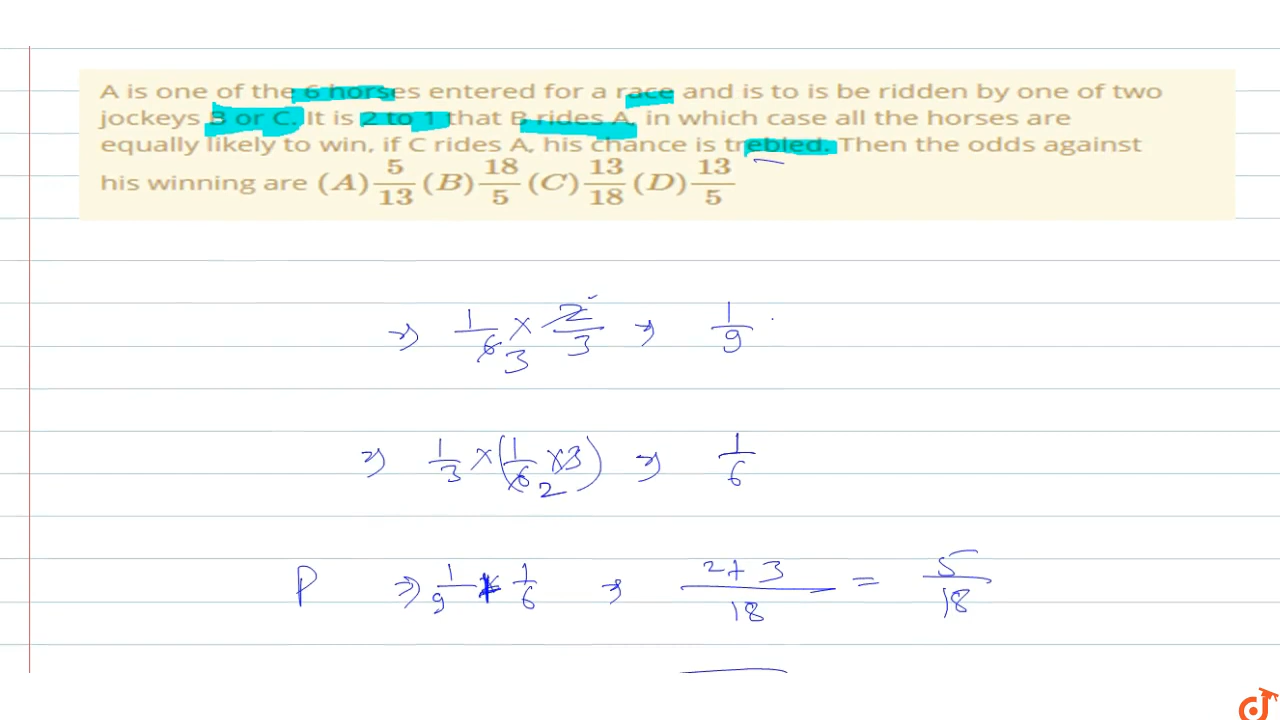 A is one of the 6 horses entered for a race and is to is be ridden by one of two
jockeys B or C. It is 2 to 1 that B rides A, in which case all the horses are
equally likely to win, if C rides A, his chance is trebled. Then the odds against
his winning are (A) 5/13 (B) 18/5 (C) 13/18 (D) 13/5
⇒ 1/6 3 × 2/3 ⇒ 1/9
⇒ 1/3 × (1/6 2 × 3) ⇒ 1/6
P ⇒ 1/9 + 1/6 ⇒ 2+3/18 = 5/18